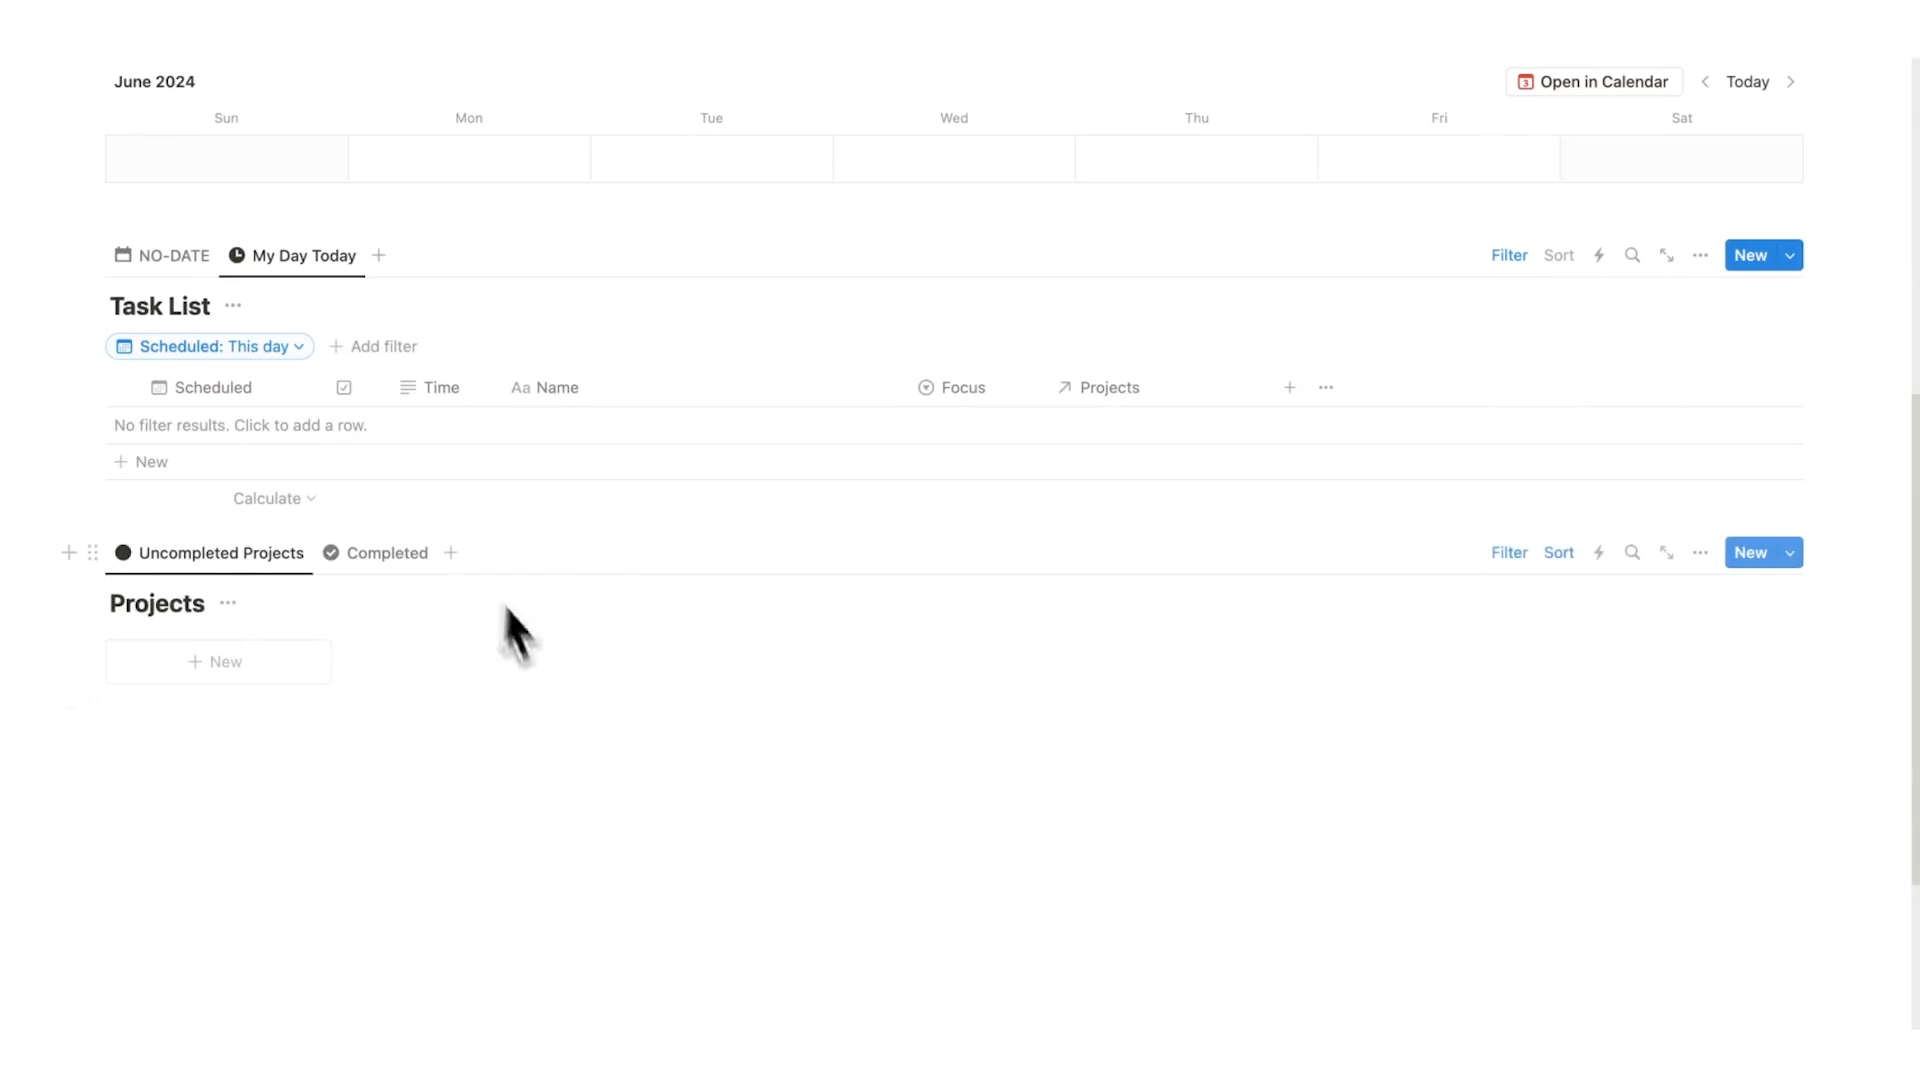 June 2024
3 Open in Calendar Today
Sun Mon Tue Wed Thu Fri Sat
NO-DATE My Day Today Filter Sort New
Task List
Scheduled: This day Add filter
Scheduled Time Aa Name Focus Projects
No filter results. Click to add a row.
New
Calculate
Uncompleted Projects Completed Filter Sort New
Projects
New